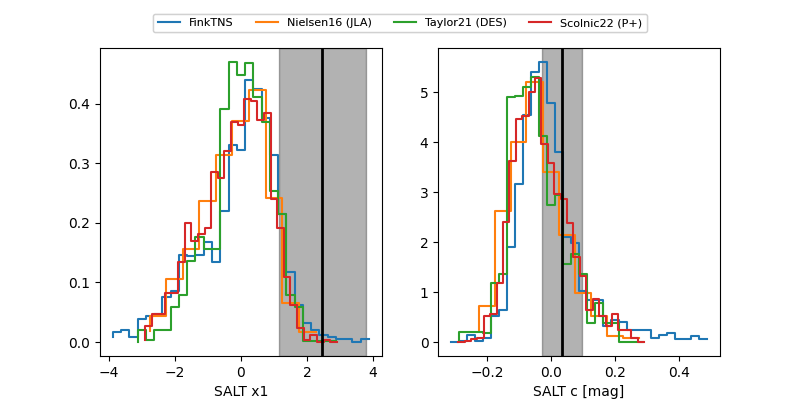 FinkTNS Nielsen16 (JLA) Taylor21 (DES) Scolnic22 (P+)
0.4
0.3
0.2
0.1
0.0
−4 −2 0 2 4
SALT x1
5
4
3
2
1
0
−0.2 0.0 0.2 0.4
SALT c [mag]